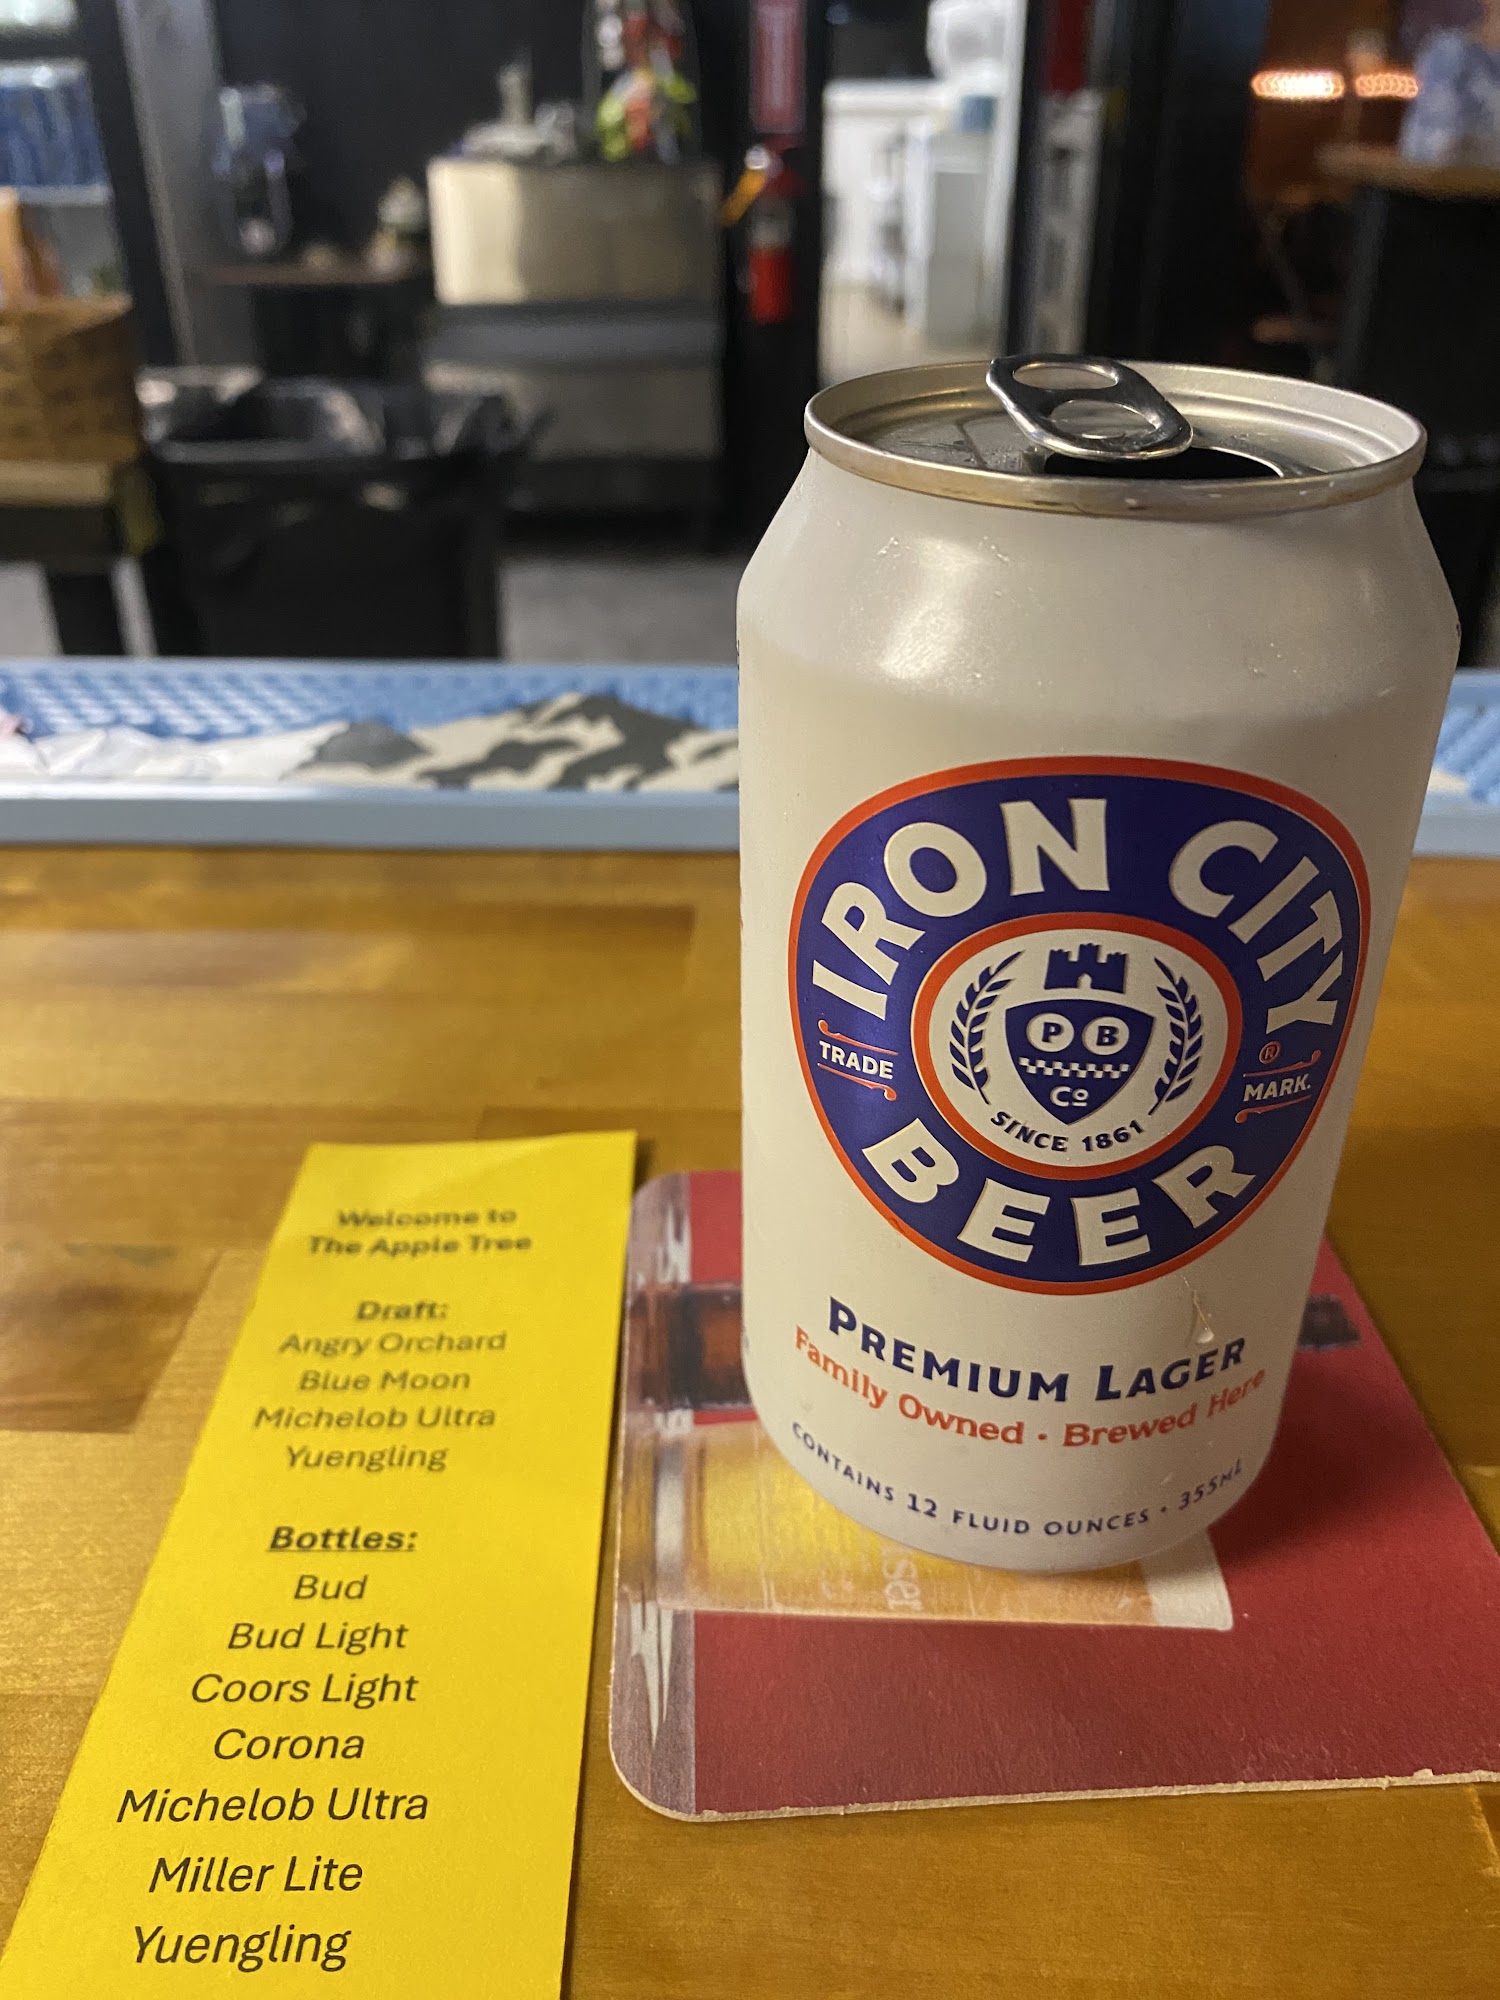 Welcome to
The Apple Tree
Draft:
Angry Orchard
Blue Moon
Michelob Ultra
Yuengling
Bottles:
Bud
Bud Light
Coors Light
Corona
Michelob Ultra
Miller Lite
Yuengling
IRON CITY
TRADE
®
MARK.
P B
Co
SINCE 1861
BEER
PREMIUM LAGER
Family Owned · Brewed Here
CONTAINS 12 FLUID OUNCES · 355ML